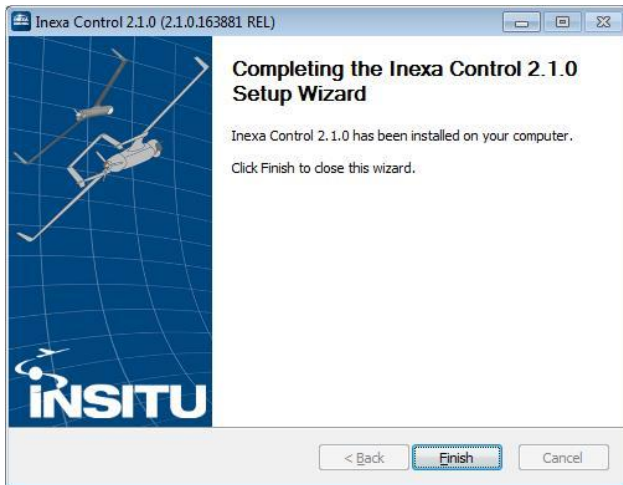 Inexa Control 2.1.0 (2.1.0.163881 REL)
Completing the Inexa Control 2.1.0
Setup Wizard
Inexa Control 2.1.0 has been installed on your computer.
Click Finish to close this wizard.
INSITU
< Back
Finish
Cancel